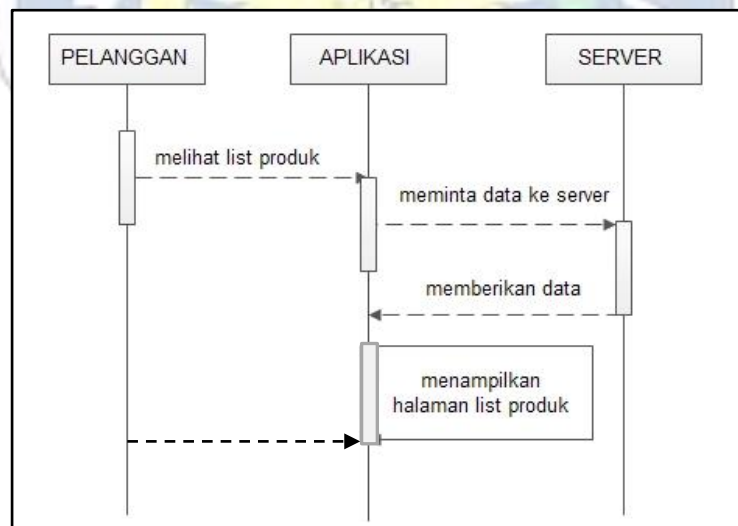 PELANGGAN
APLIKASI
SERVER
melihat list produk
meminta data ke server
memberikan data
menampilkan
halaman list produk